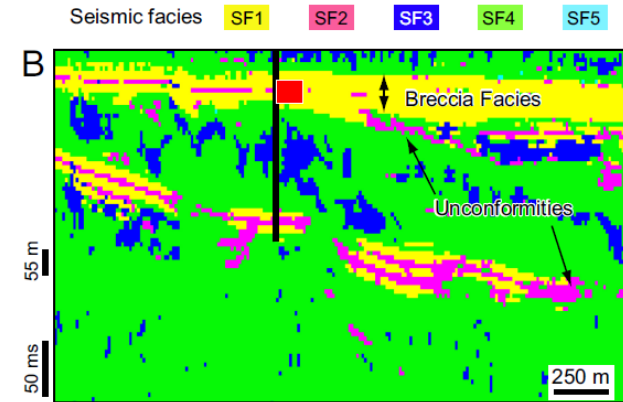 Seismic facies SF1 SF2 SF3 SF4 SF5
B
Breccia Facies
Unconformities
55 m
50 ms
250 m